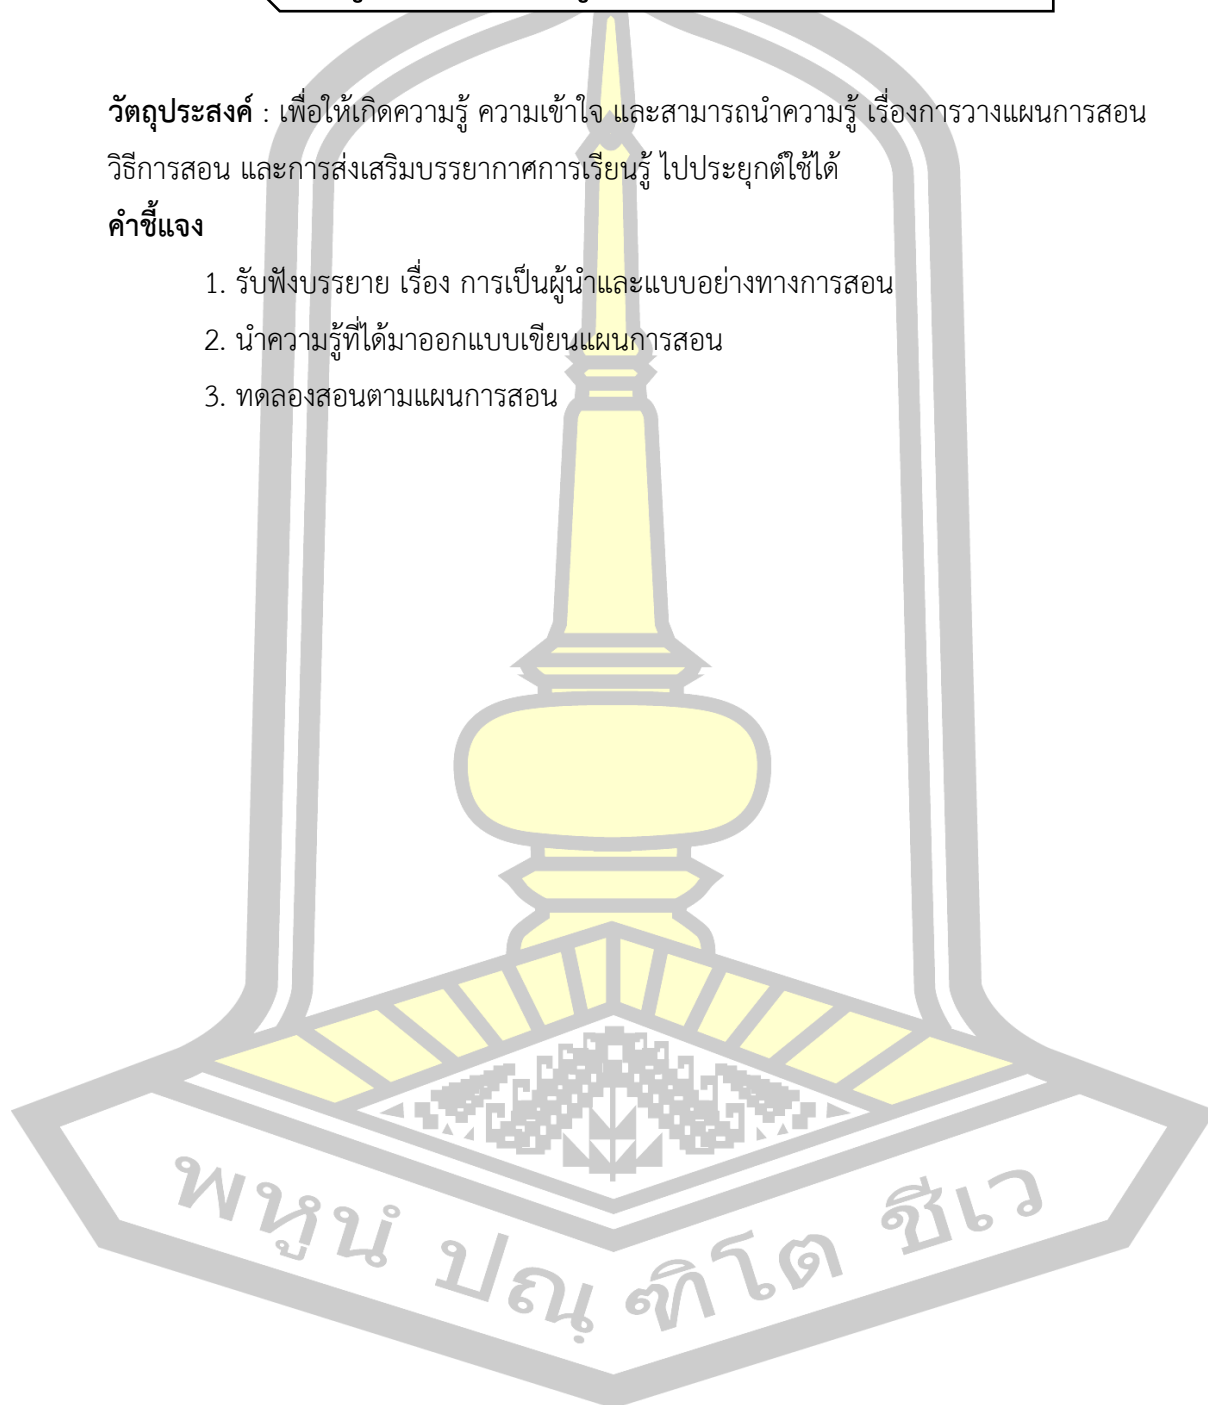 วัตถุประสงค์ : เพื่อให้เกิดความรู้ ความเข้าใจ และสามารถนำความรู้ เรื่องการวางแผนการสอน
วิธีการสอน และการส่งเสริมบรรยากาศการเรียนรู้ ไปประยุกต์ใช้ได้
คำชี้แจง
1. รับฟังบรรยาย เรื่อง การเป็นผู้นำและแบบอย่างทางการสอน
2. นำความรู้ที่ได้มาออกแบบเขียนแผนการสอน
3. ทดลองสอนตามแผนการสอน
พหูนํ ปณฺฑิโต ชีเว